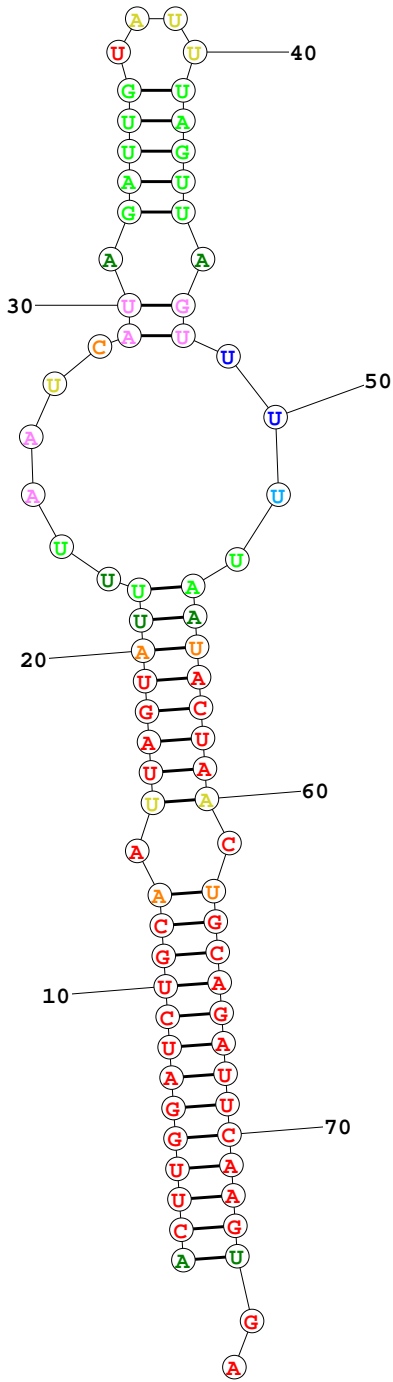 A U
U U 40
G U
U A
U G
A U
G U
A A
30 U G
C A U U
U U 50
A
A U
U U
U U A
U A
20 A U
U A
G C
A U
U A
U A 60
A C
A U
C G
G C
10 U A
C G
U A
A U
G U
G C 70
U A
U A
C G
A U
G
A